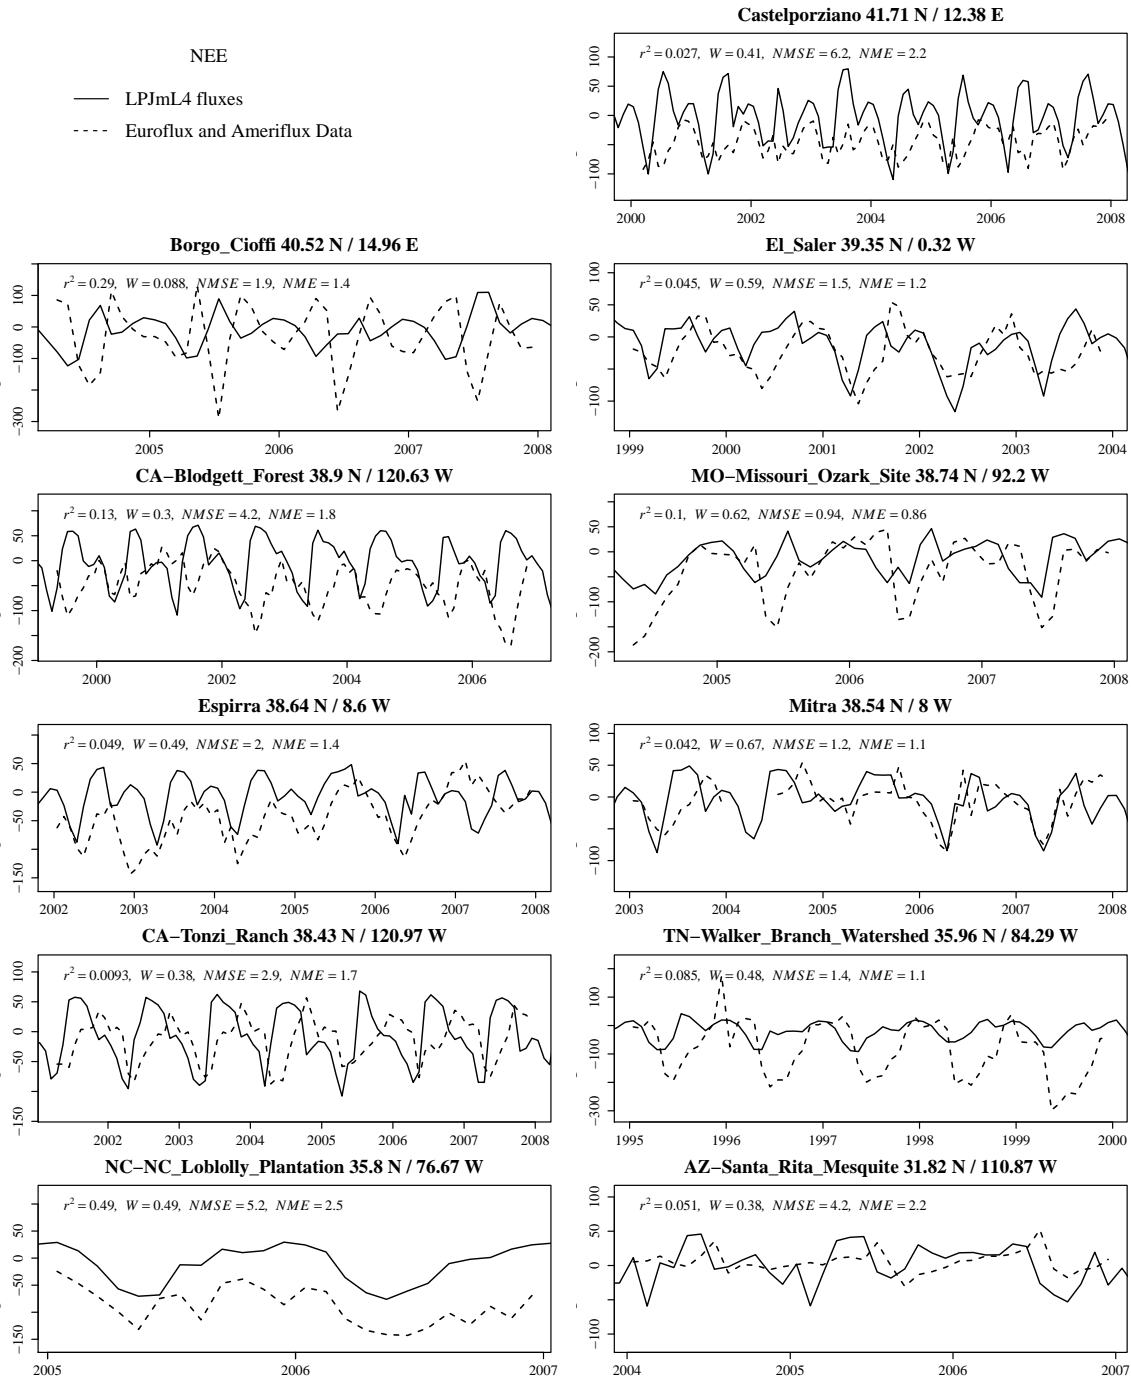 Castelporziano 41.71 N / 12.38 E
NEE
LPJmL4 fluxes
Euroflux and Ameriflux Data
r² = 0.027, W = 0.41, NMSE = 6.2, NME = 2.2
100
50
0
−100
2000 2002 2004 2006 2008
Borgo_Cioffi 40.52 N / 14.96 E
r² = 0.29, W = 0.088, NMSE = 1.9, NME = 1.4
100
0
−100
−300
2005 2006 2007 2008
El_Saler 39.35 N / 0.32 W
r² = 0.045, W = 0.59, NMSE = 1.5, NME = 1.2
100
50
0
−100
1999 2000 2001 2002 2003 2004
CA−Blodgett_Forest 38.9 N / 120.63 W
r² = 0.13, W = 0.3, NMSE = 4.2, NME = 1.8
50
0
−100
−200
2000 2002 2004 2006
MO−Missouri_Ozark_Site 38.74 N / 92.2 W
r² = 0.1, W = 0.62, NMSE = 0.94, NME = 0.86
50
0
−100
−200
2005 2006 2007 2008
Espirra 38.64 N / 8.6 W
r² = 0.049, W = 0.49, NMSE = 2, NME = 1.4
50
0
−50
−150
2002 2003 2004 2005 2006 2007 2008
Mitra 38.54 N / 8 W
r² = 0.042, W = 0.67, NMSE = 1.2, NME = 1.1
100
50
0
−100
2003 2004 2005 2006 2007 2008
CA−Tonzi_Ranch 38.43 N / 120.97 W
r² = 0.0093, W = 0.38, NMSE = 2.9, NME = 1.7
100
50
0
−50
−150
2002 2003 2004 2005 2006 2007 2008
TN−Walker_Branch_Watershed 35.96 N / 84.29 W
r² = 0.085, W = 0.48, NMSE = 1.4, NME = 1.1
100
−100
−300
1995 1996 1997 1998 1999 2000
NC−NC_Loblolly_Plantation 35.8 N / 76.67 W
r² = 0.49, W = 0.49, NMSE = 5.2, NME = 2.5
50
0
−50
−150
2005 2006 2007
AZ−Santa_Rita_Mesquite 31.82 N / 110.87 W
r² = 0.051, W = 0.38, NMSE = 4.2, NME = 2.2
100
50
0
−100
2004 2005 2006 2007